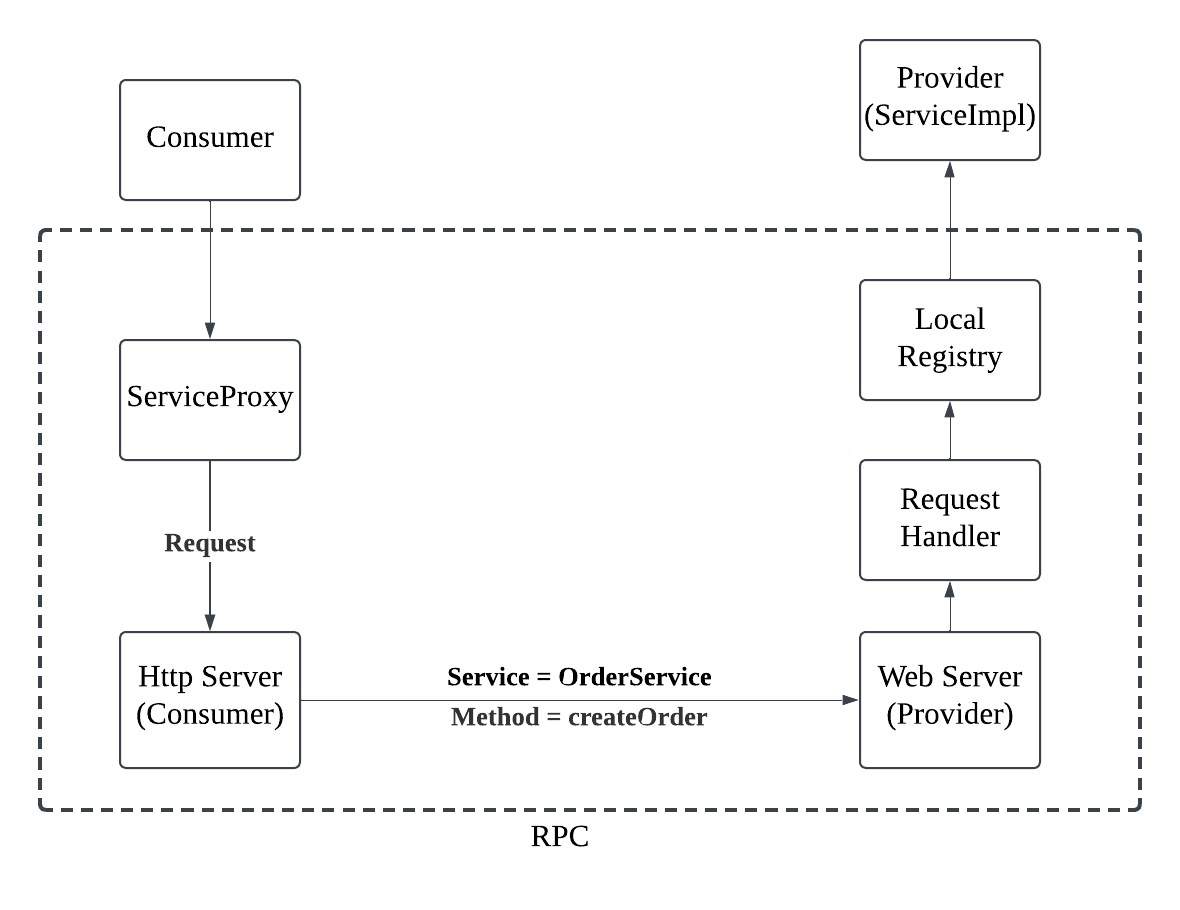 Consumer
Provider
(ServiceImpl)
ServiceProxy
Local
Registry
Request
Request
Handler
Http Server
(Consumer)
Service = OrderService
Method = createOrder
Web Server
(Provider)
RPC